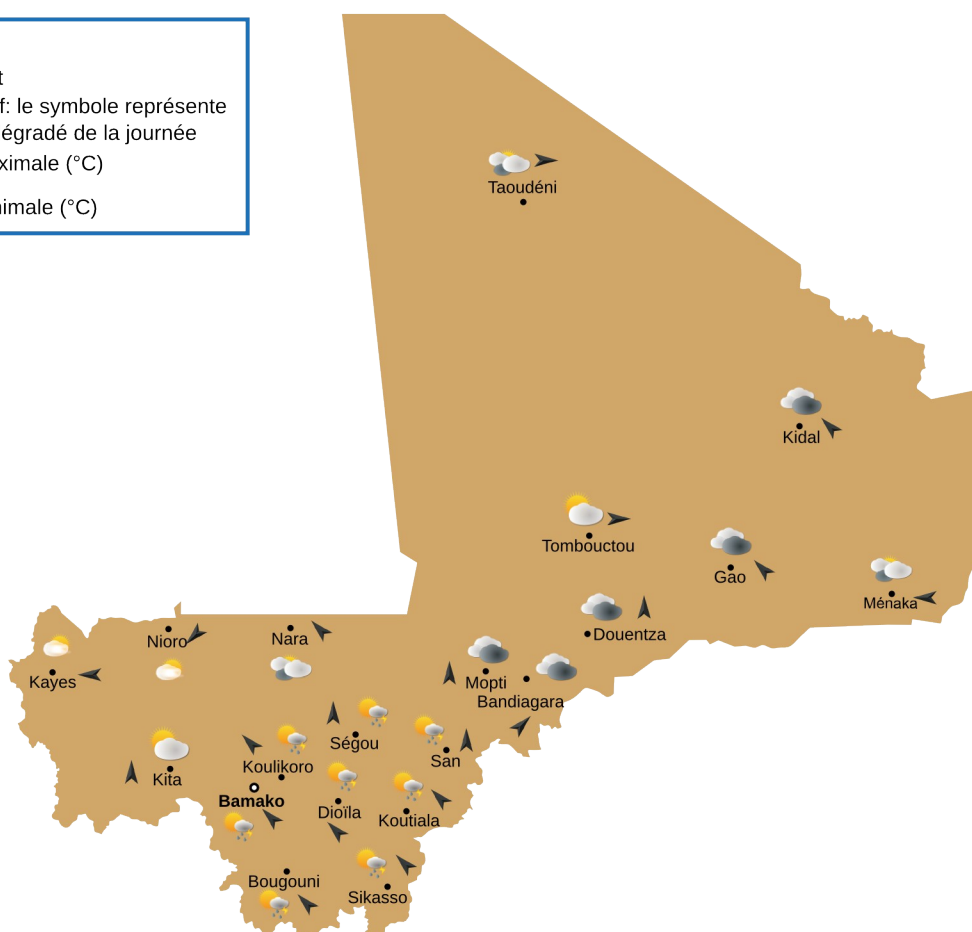 t
f: le symbole représente
égradé de la journée
ximale (°C)
nimale (°C)
Taoudéni
Kidal
Tombouctou
Gao
Ménaka
Douentza
Nioro
Nara
Kayes
Mopti
Bandiagara
Ségou
San
Koulikoro
Kita
Bamako
Dioïla
Koutiala
Bougouni
Sikasso